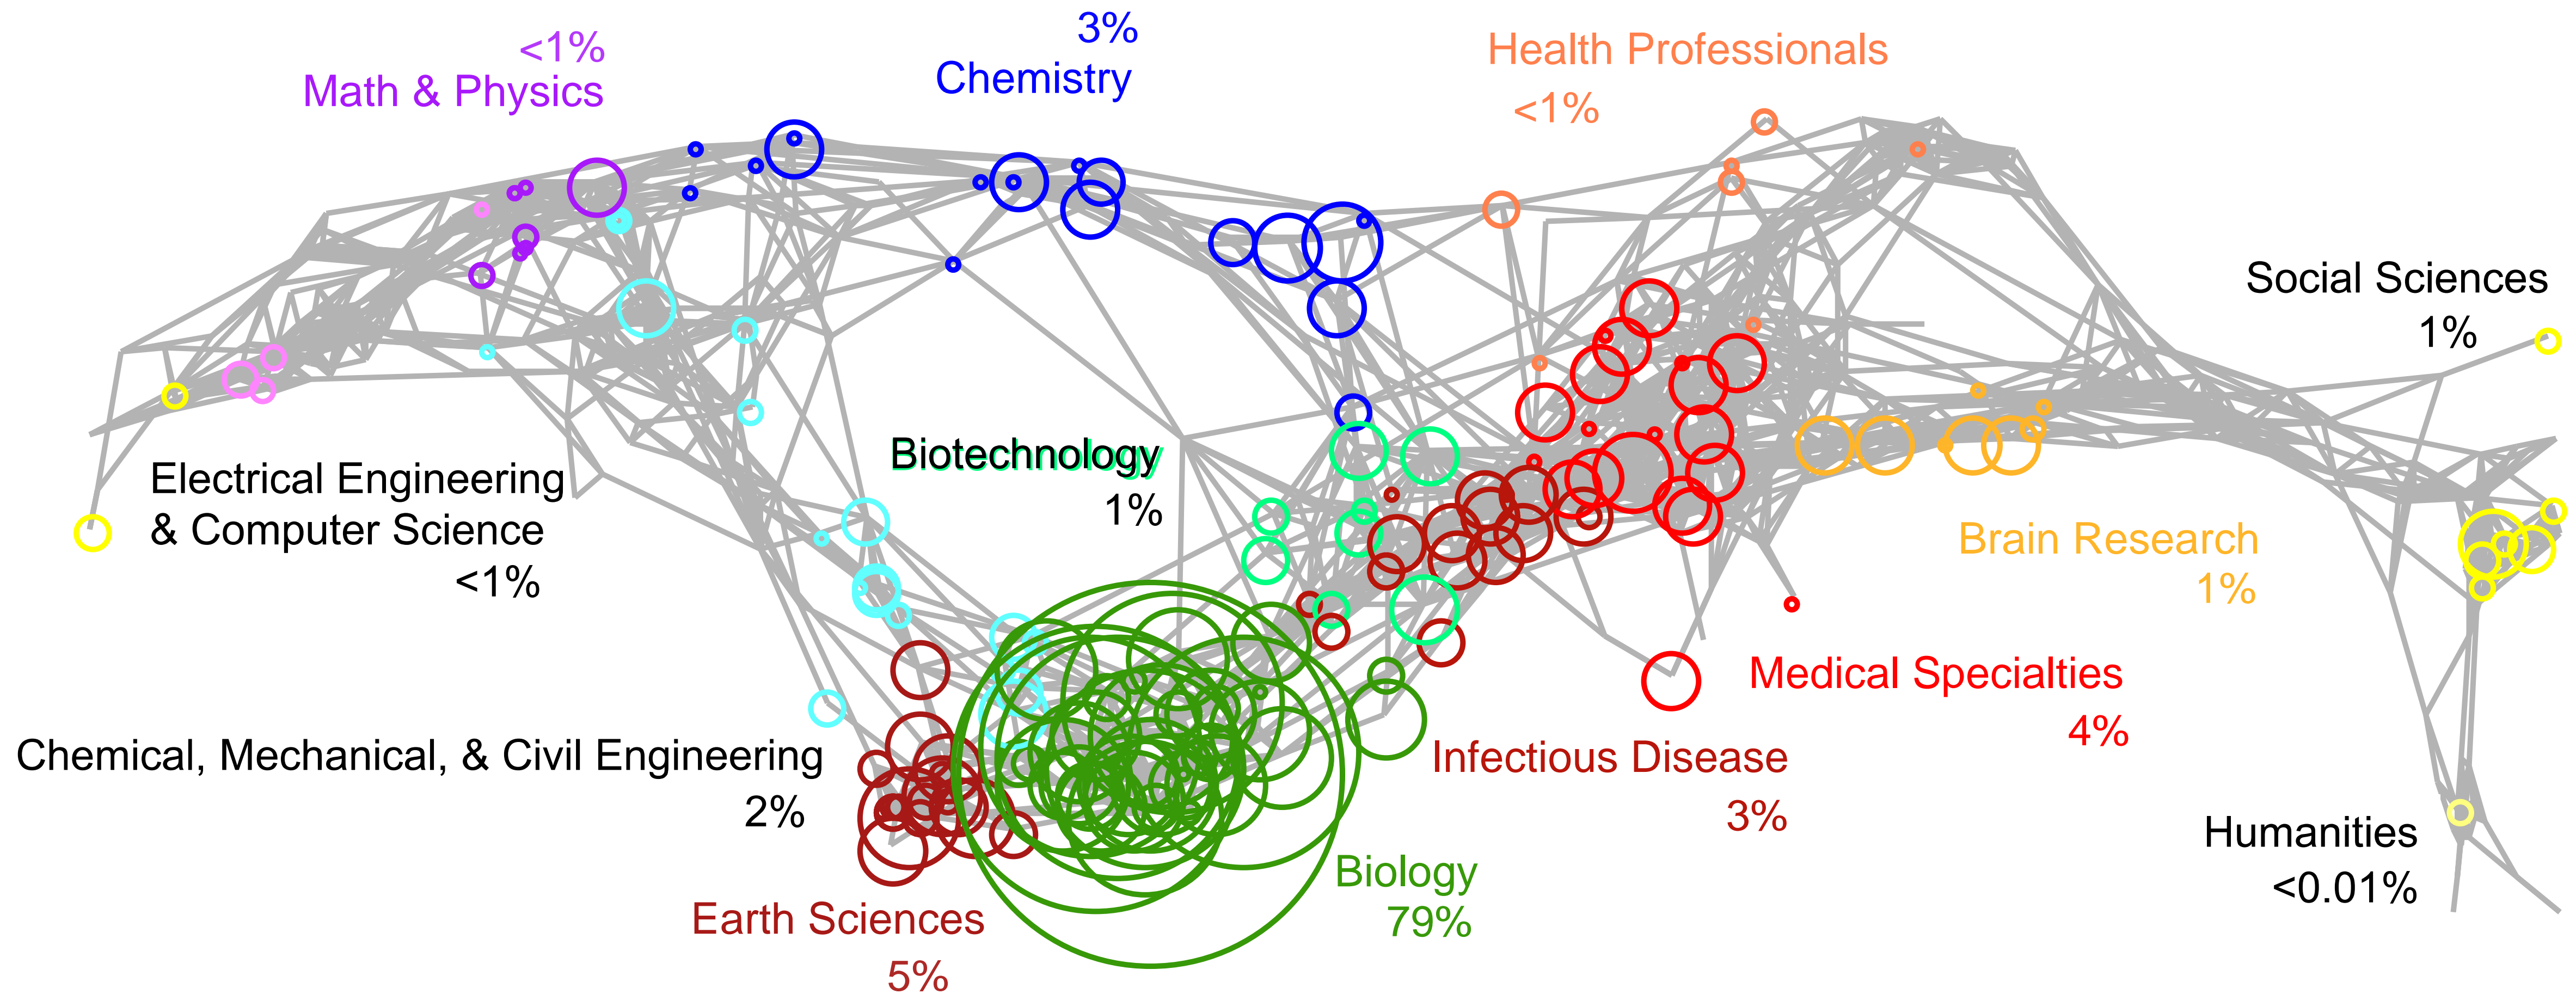 <1%
Math & Physics
3%
Chemistry
Health Professionals
<1%
Social Sciences
1%
Electrical Engineering
& Computer Science
<1%
Biotechnology
1%
Brain Research
1%
Medical Specialties
4%
Chemical, Mechanical, & Civil Engineering
2%
Infectious Disease
3%
Humanities
<0.01%
Biology
79%
Earth Sciences
5%